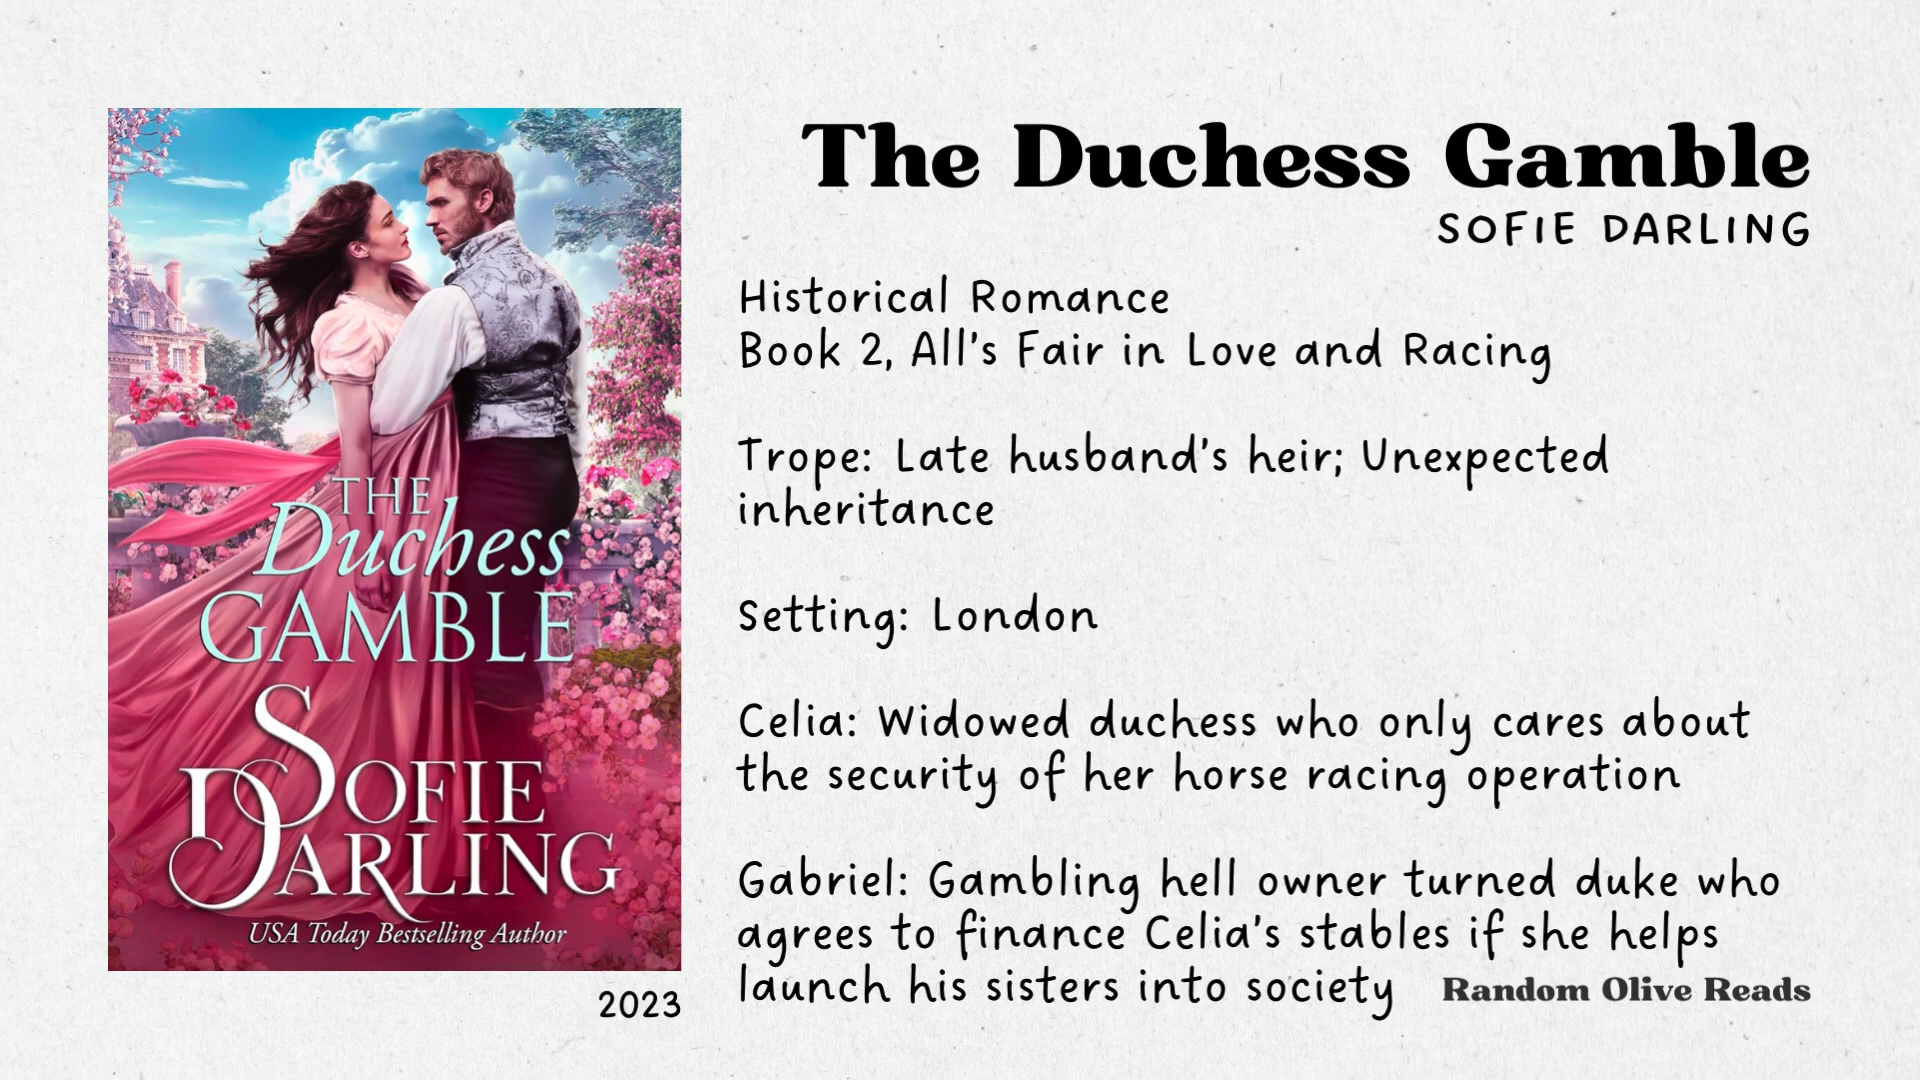 THE
Duchess
GAMBLE
SOFIE
DARLING
USA Today Bestselling Author
2023
The Duchess Gamble
SOFIE DARLING
Historical Romance
Book 2, All's Fair in Love and Racing
Trope: Late husband's heir; Unexpected
inheritance
Setting: London
Celia: Widowed duchess who only cares about
the security of her horse racing operation
Gabriel: Gambling hell owner turned duke who
agrees to finance Celia's stables if she helps
launch his sisters into society
Random Olive Reads